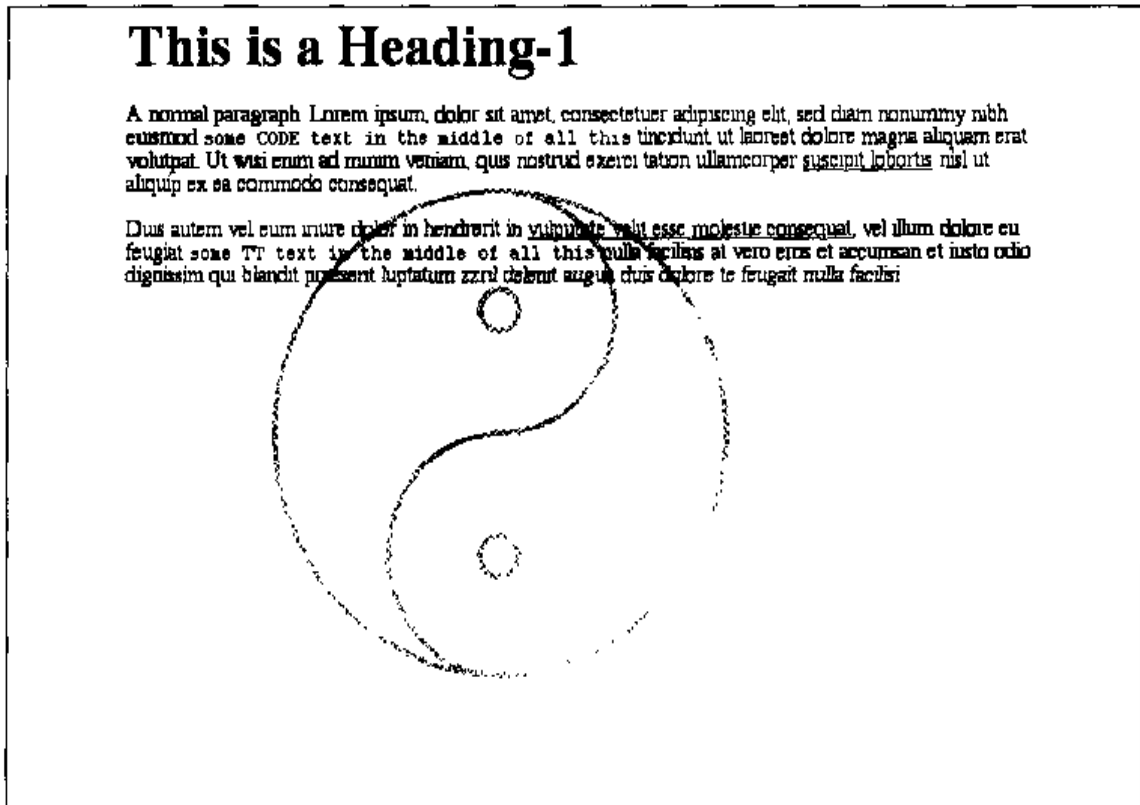 This is a Heading-1
A normal paragraph. Lorem ipsum, dolor sit amet, consectetuer adipiscing elit, sed diam nonummy nibh
euismod some CODE text in the middle of all this tincidunt ut laoreet dolore magna aliquam erat
volutpat. Ut wisi enim ad minim veniam, quis nostrud exerci tation ullamcorper suscipit lobortis nisl ut
aliquip ex ea commodo consequat.
Duis autem vel eum iriure dolor in hendrerit in vulputate velit esse molestie consequat, vel illum dolore eu
feugiat some TT text in the middle of all this nulla facilisis at vero eros et accumsan et iusto odio
dignissim qui blandit praesent luptatum zzril delenit augue duis dolore te feugait nulla facilisi